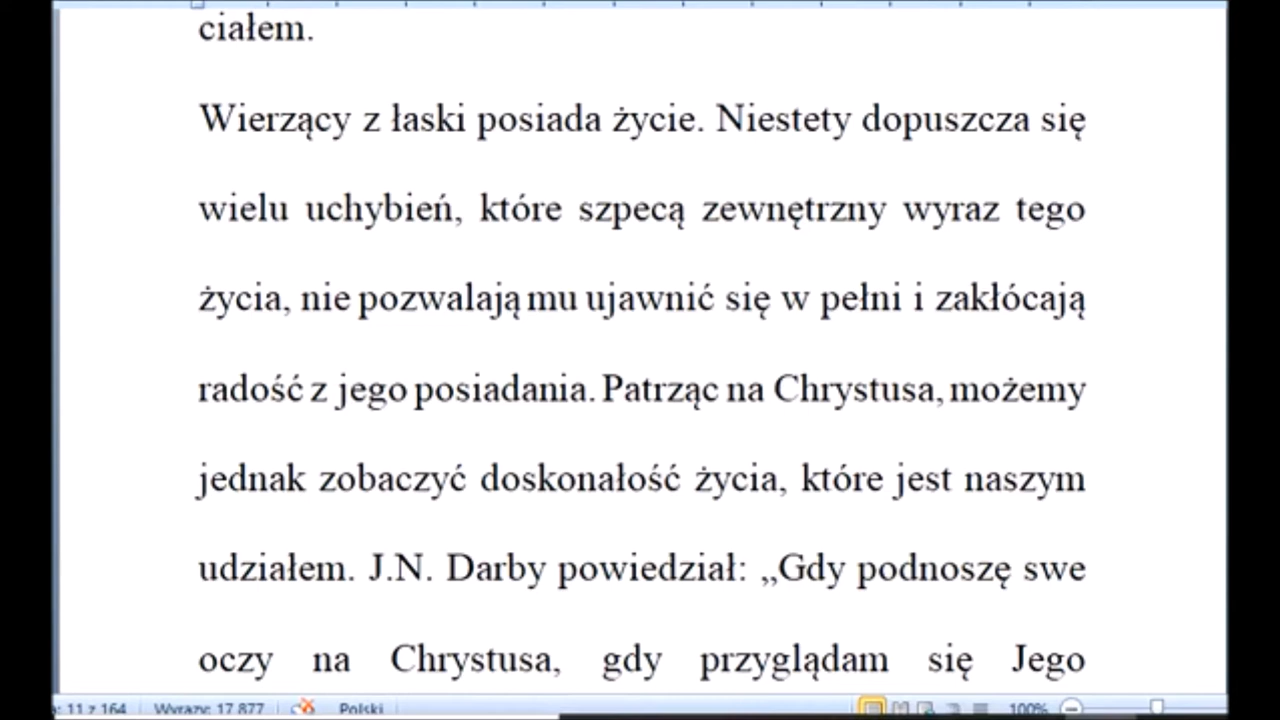 ciałem.
Wierzący z łaski posiada życie. Niestety dopuszcza się
wielu uchybień, które szpecą zewnętrzny wyraz tego
życia, nie pozwalają mu ujawnić się w pełni i zakłócają
radość z jego posiadania. Patrząc na Chrystusa, możemy
jednak zobaczyć doskonałość życia, które jest naszym
udziałem. J.N. Darby powiedział: „Gdy podnoszę swe
oczy na Chrystusa, gdy przyglądam się Jego
: 11 z 164 Wyrazy: 17 877 Polski 100%